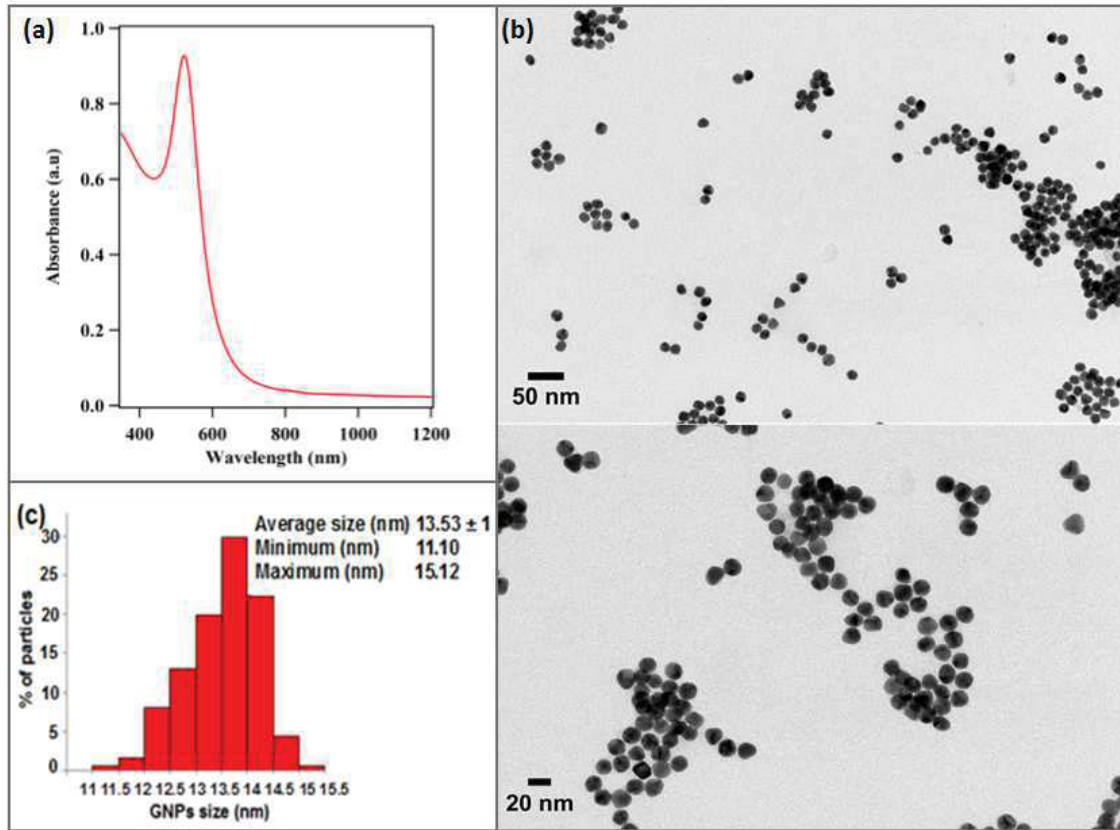 (a)
1.0
0.8
0.6
0.4
0.2
0.0
Absorbance (a.u)
400 600 800 1000 1200
Wavelength (nm)
(b)
50 nm
20 nm
(c)
Average size (nm) 13.53 ± 1
Minimum (nm) 11.10
Maximum (nm) 15.12
30
25
20
15
10
5
0
% of particles
11 11.5 12 12.5 13 13.5 14 14.5 15 15.5
GNPs size (nm)